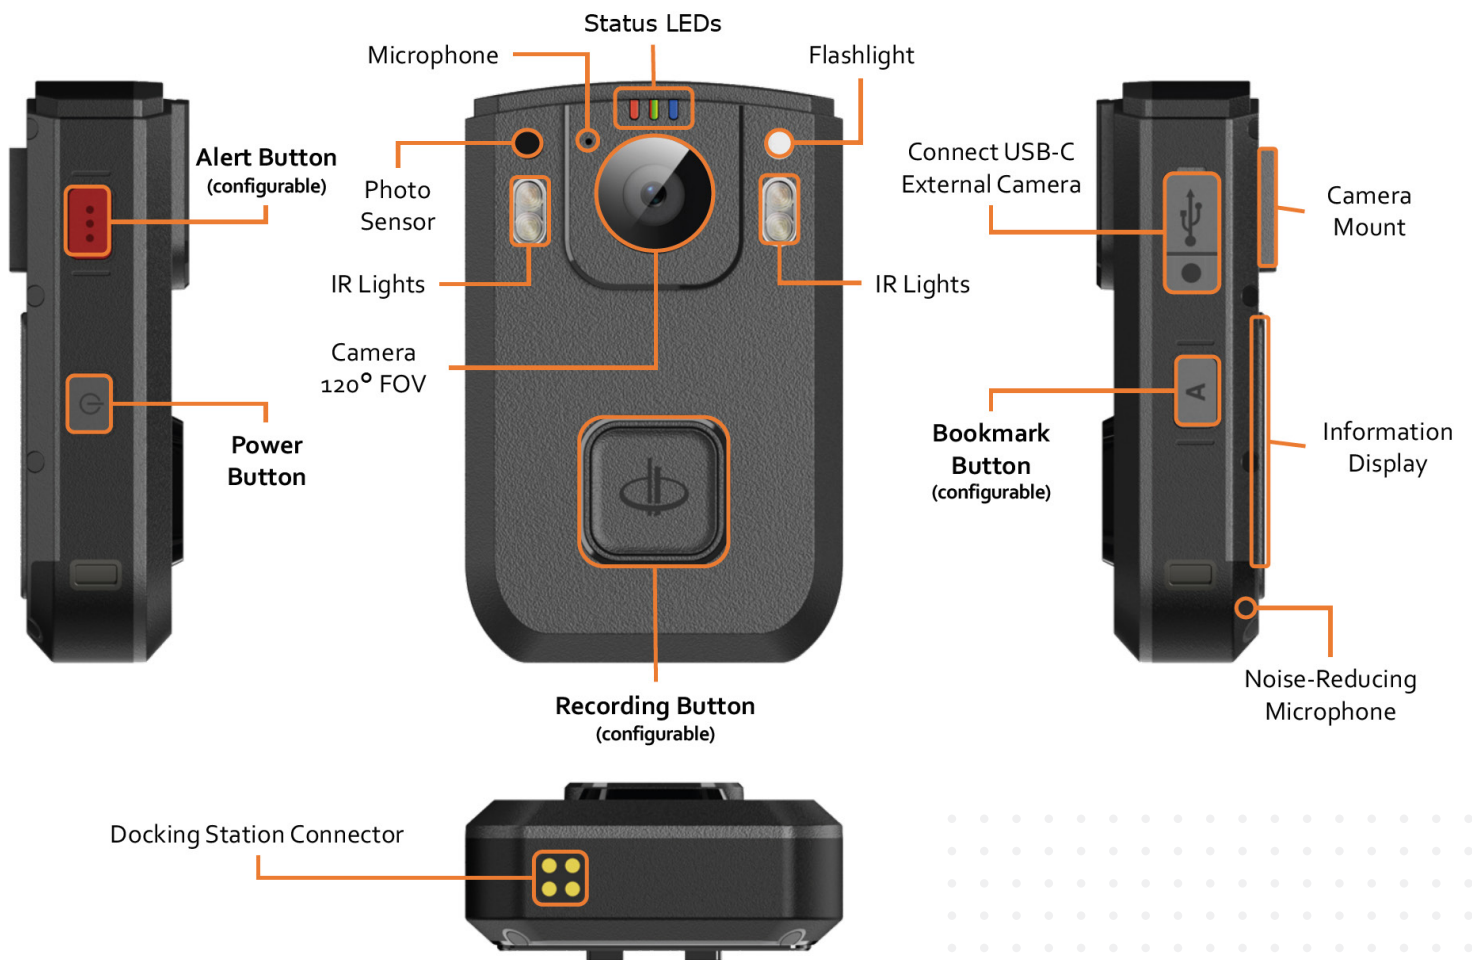 Status LEDs
Microphone
Flashlight
Alert Button
(configurable)
Photo
Sensor
Connect USB-C
External Camera
Camera
Mount
IR Lights
IR Lights
Camera
120° FOV
Power
Button
Bookmark
Button
(configurable)
A
Information
Display
Recording Button
(configurable)
Noise-Reducing
Microphone
Docking Station Connector